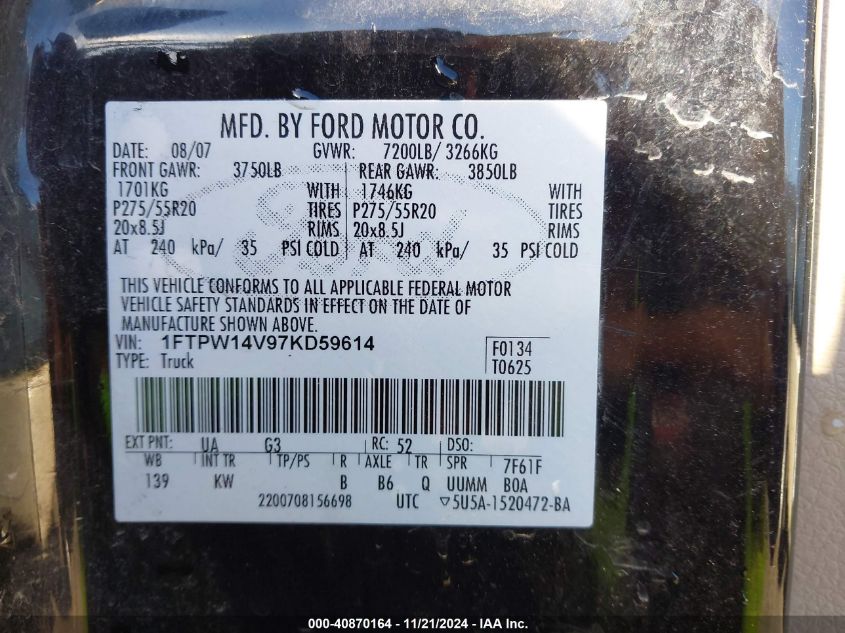 MFD. BY FORD MOTOR CO.
DATE: 08/07 GVWR: 7200LB/ 3266KG
FRONT GAWR: 3750LB REAR GAWR: 3850LB
1701KG WITH 1746KG WITH
P275/55R20 TIRES P275/55R20 TIRES
20x8.5J RIMS 20x8.5J RIMS
AT 240 kPa/ 35 PSI COLD AT 240 kPa/ 35 PSI COLD
THIS VEHICLE CONFORMS TO ALL APPLICABLE FEDERAL MOTOR
VEHICLE SAFETY STANDARDS IN EFFECT ON THE DATE OF
MANUFACTURE SHOWN ABOVE.
VIN: 1FTPW14V97KD59614 F0134
TYPE: Truck T0625
EXT PNT: UA G3 RC: 52 DSO:
WB INT TR TP/PS R AXLE TR SPR 7F61F
139 KW B B6 Q UUMM BOA
2200708156698 UTC ▽5U5A-1520472-BA
000-40870164 - 11/21/2024 - IAA Inc.